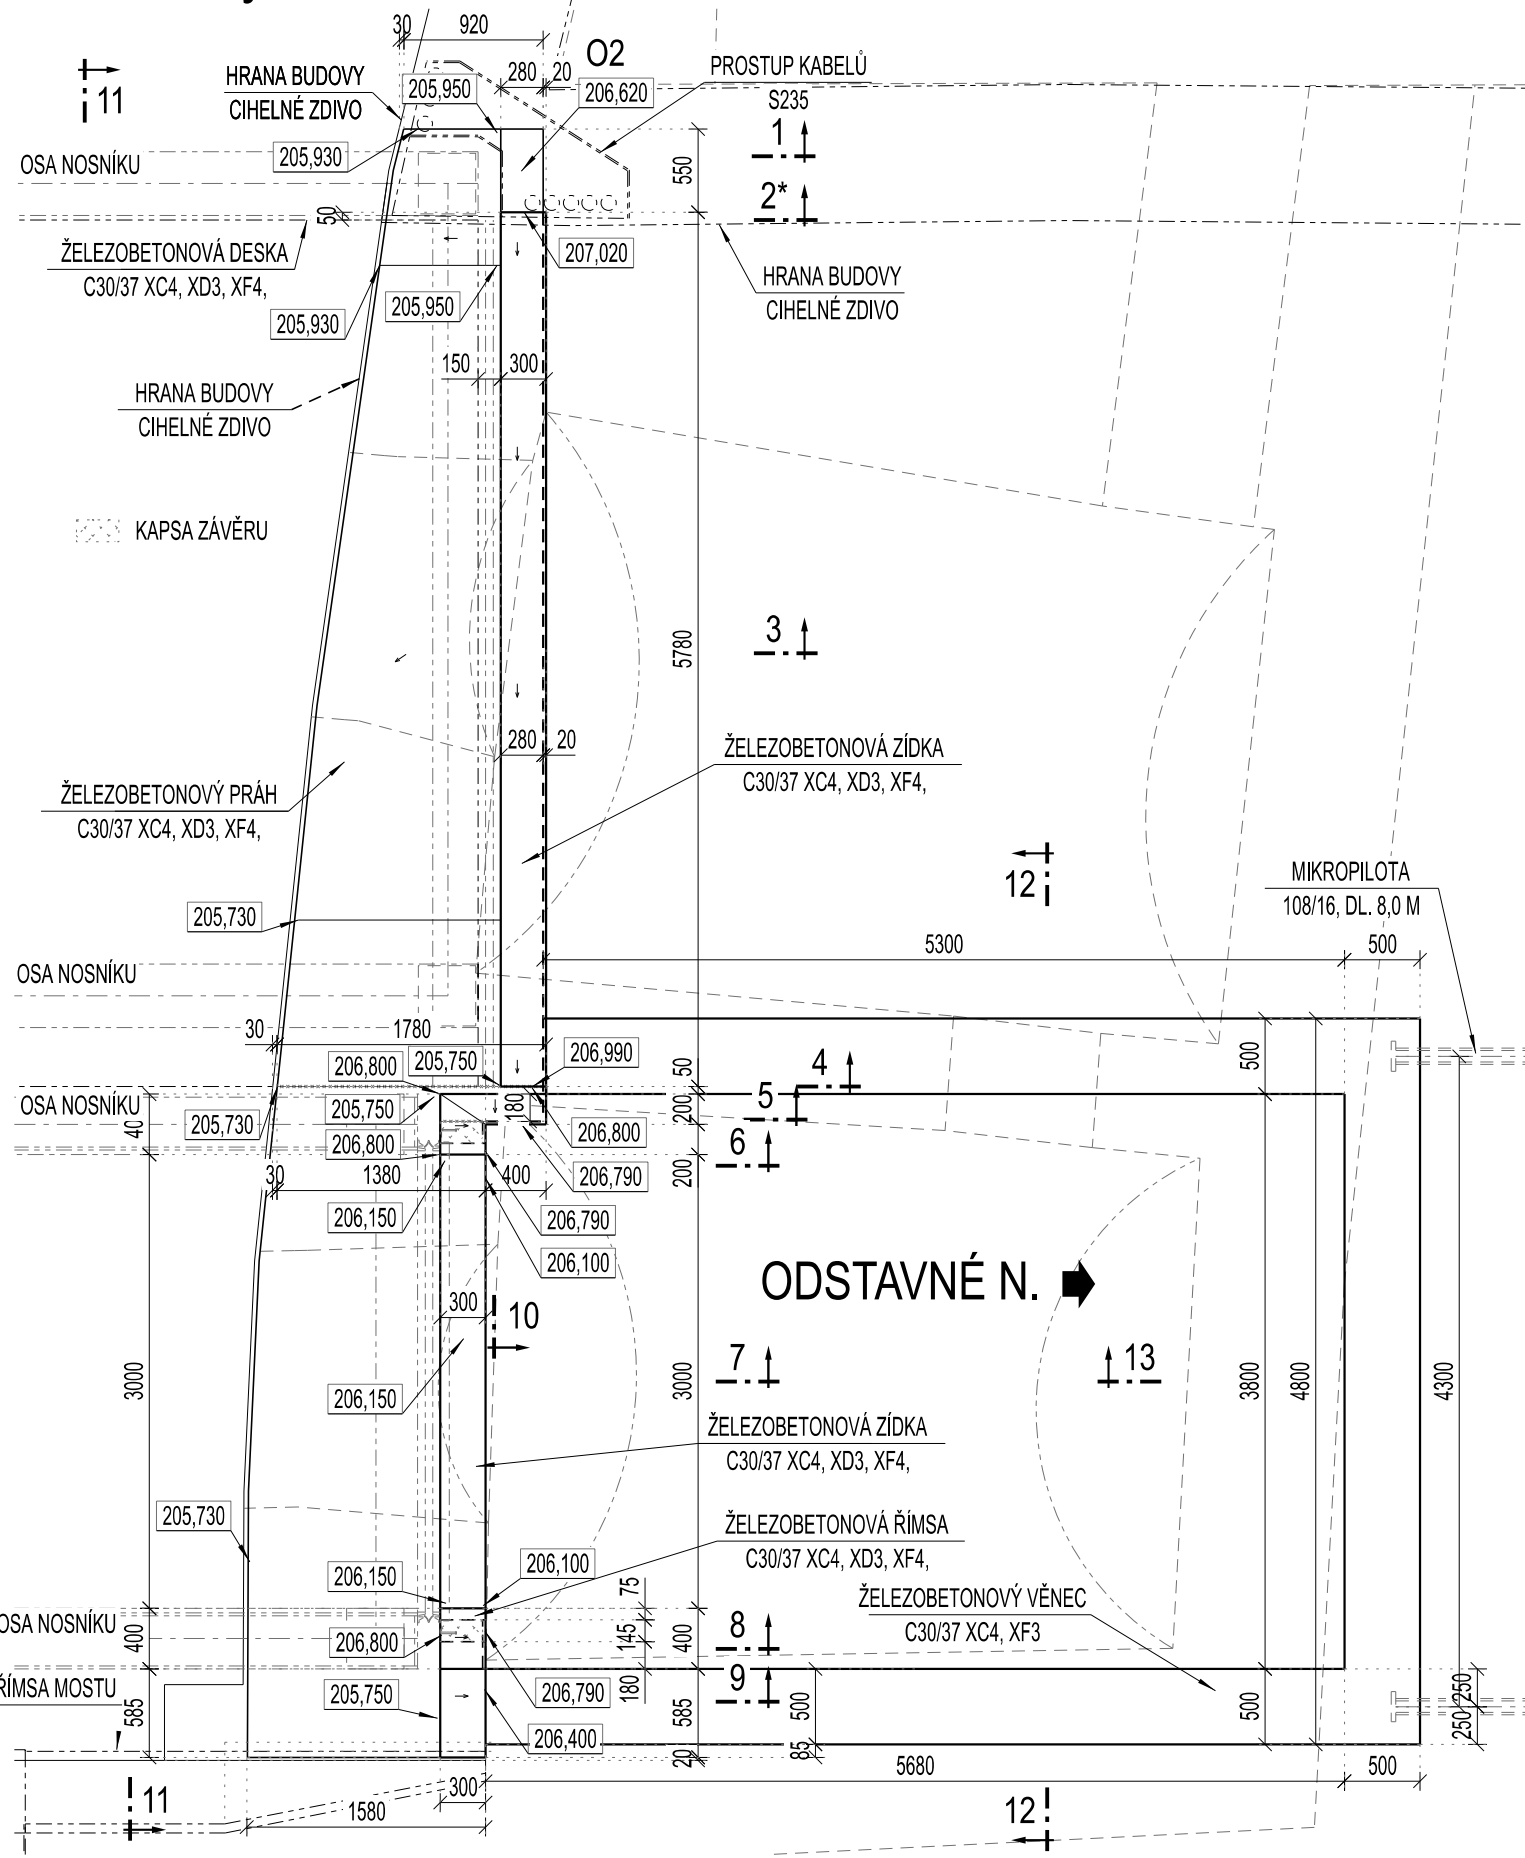 30
920
O2
11
HRANA BUDOVY
CIHELNÉ ZDIVO
205,950
280
20
206,620
PROSTUP KABELŮ
S235
1
OSA NOSNÍKU
205,930
550
2*
50
ŽELEZOBETONOVÁ DESKA
C30/37 XC4, XD3, XF4,
207,020
HRANA BUDOVY
CIHELNÉ ZDIVO
205,930
205,950
150
300
HRANA BUDOVY
CIHELNÉ ZDIVO
KAPSA ZÁVĚRU
5780
3
280
20
ŽELEZOBETONOVÁ ZÍDKA
C30/37 XC4, XD3, XF4,
ŽELEZOBETONOVÝ PRÁH
C30/37 XC4, XD3, XF4,
12
MIKROPILOTA
108/16, DL. 8,0 M
205,730
5300
500
OSA NOSNÍKU
30
1780
206,800
205,750
206,990
50
4
500
OSA NOSNÍKU
205,750
180
200
5
205,730
40
206,800
206,800
6
30
1380
400
206,790
200
206,150
206,790
206,100
ODSTAVNÉ N.
300
10
3000
206,150
3000
7
13
3800
4800
4300
ŽELEZOBETONOVÁ ZÍDKA
C30/37 XC4, XD3, XF4,
205,730
ŽELEZOBETONOVÁ ŘÍMSA
C30/37 XC4, XD3, XF4,
206,150
206,100
75
ŽELEZOBETONOVÝ VĚNEC
C30/37 XC4, XF3
OSA NOSNÍKU
400
206,800
145
400
8
ŘÍMSA MOSTU
205,750
206,790
180
9
585
206,400
585
500
500
250
250
20
85
5680
500
300
11
1580
12